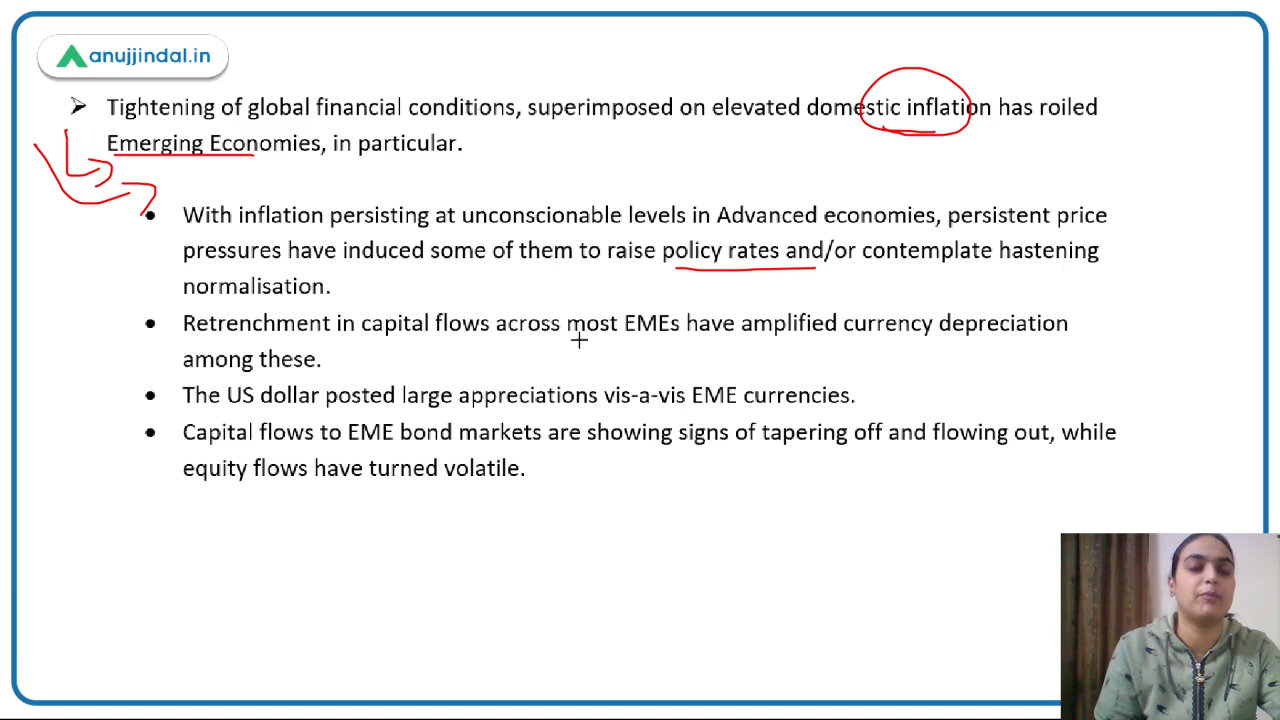 anujjindal.in
➢ Tightening of global financial conditions, superimposed on elevated domestic inflation has roiled
Emerging Economies, in particular.
• With inflation persisting at unconscionable levels in Advanced economies, persistent price
pressures have induced some of them to raise policy rates and/or contemplate hastening
normalisation.
• Retrenchment in capital flows across most EMEs have amplified currency depreciation
among these.
• The US dollar posted large appreciations vis-a-vis EME currencies.
• Capital flows to EME bond markets are showing signs of tapering off and flowing out, while
equity flows have turned volatile.